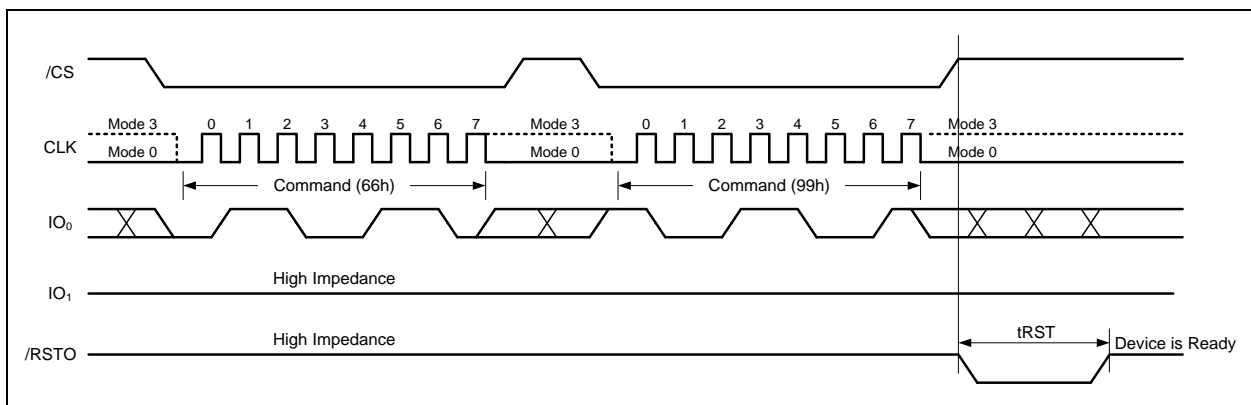 /CS
0 1 2 3 4 5 6 7 0 1 2 3 4 5 6 7
Mode 3 Mode 3 Mode 3
CLK
Mode 0 Mode 0 Mode 0
Command (66h) Command (99h)
IO₀
High Impedance
IO₁
High Impedance tRST
/RSTO Device is Ready